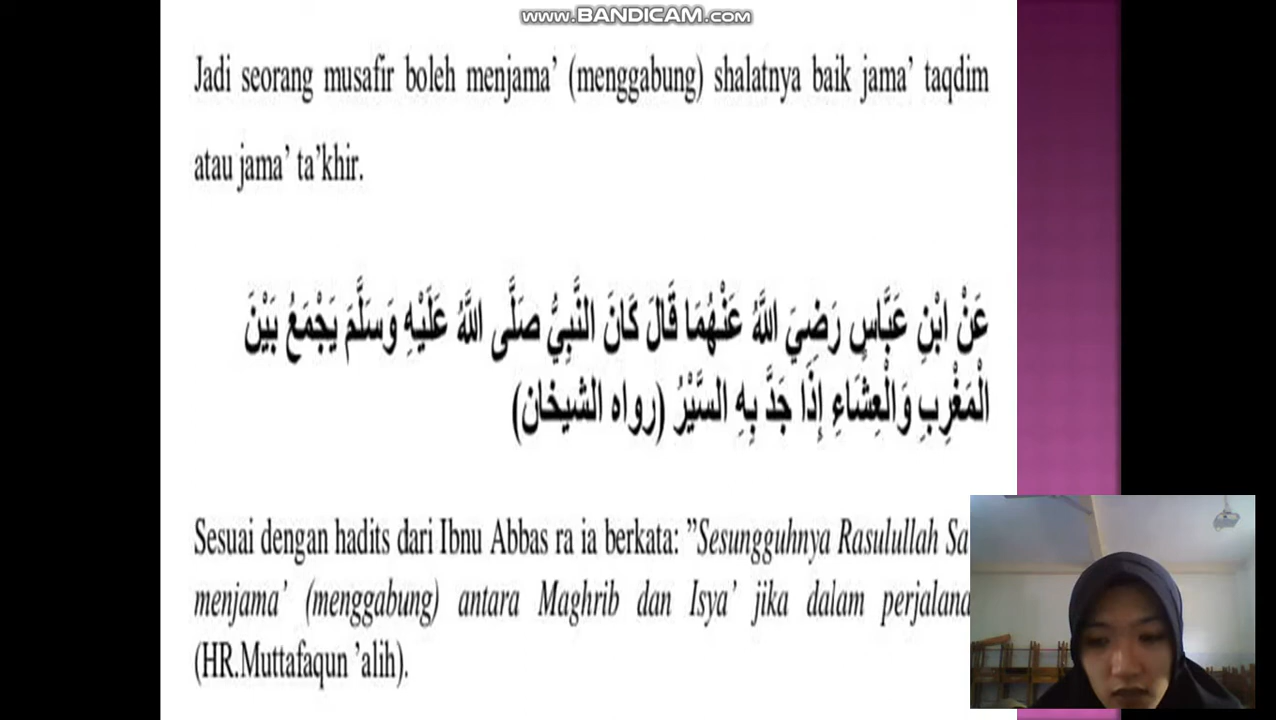 www.BANDICAM.com
Jadi seorang musafir boleh menjama’ (menggabung) shalatnya baik jama’ taqdim
atau jama’ ta’khir.
عَنْ ابْنِ عَبَّاسٍ رَضِيَ اللَّهُ عَنْهُمَا قَالَ كَانَ النَّبِيُّ صَلَّى اللَّهُ عَلَيْهِ وَسَلَّمَ يَجْمَعُ بَيْنَ
الْمَغْرِبِ وَالْعِشَاءِ إِذَا جَدَّ بِهِ السَّيْرُ (رواه الشيخان)
Sesuai dengan hadits dari Ibnu Abbas ra ia berkata: ”Sesungguhnya Rasulullah Sa
menjama’ (menggabung) antara Maghrib dan Isya’ jika dalam perjalana
(HR.Muttafaqun ’alih).